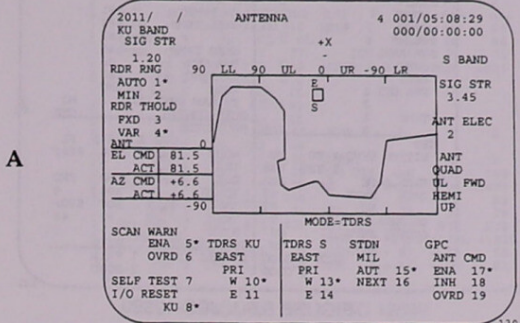 2011/ / ANTENNA 4 001/05:08:29
KU BAND 000/00:00:00
SIG STR +X
1.20 - S BAND
RDR RNG 90 LL 90 UL 0 UR -90 LR
AUTO 1* E SIG STR
MIN 2 S 3.45
RDR THOLD
FXD 3 ANT ELEC
VAR 4* 2
ANT 0
A
EL CMD 81.5 ANT
ACT 81.5 QUAD
AZ CMD +6.6 UL FWD
ACT +6.6 HEMI
-90 UP
MODE=TDRS
SCAN WARN
ENA 5* TDRS KU TDRS S STDN GPC
OVRD 6 EAST EAST MIL ANT CMD
PRI PRI AUT 15* ENA 17*
SELF TEST 7 W 10* W 13* NEXT 16 INH 18
I/O RESET E 11 E 14 OVRD 19
KU 8*